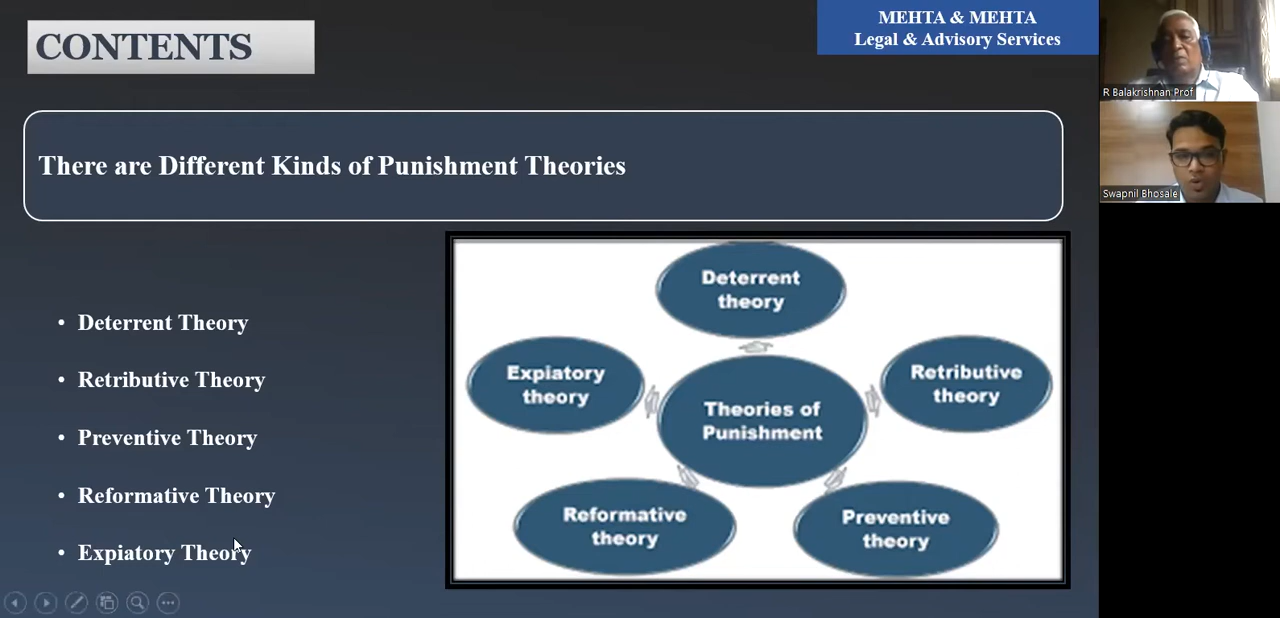 CONTENTS
MEHTA & MEHTA
Legal & Advisory Services
R Balakrishnan Prof
Swapnil Bhosale
There are Different Kinds of Punishment Theories
• Deterrent Theory
• Retributive Theory
• Preventive Theory
• Reformative Theory
• Expiatory Theory
Deterrent
theory
Expiatory
theory
Retributive
theory
Theories of
Punishment
Reformative
theory
Preventive
theory